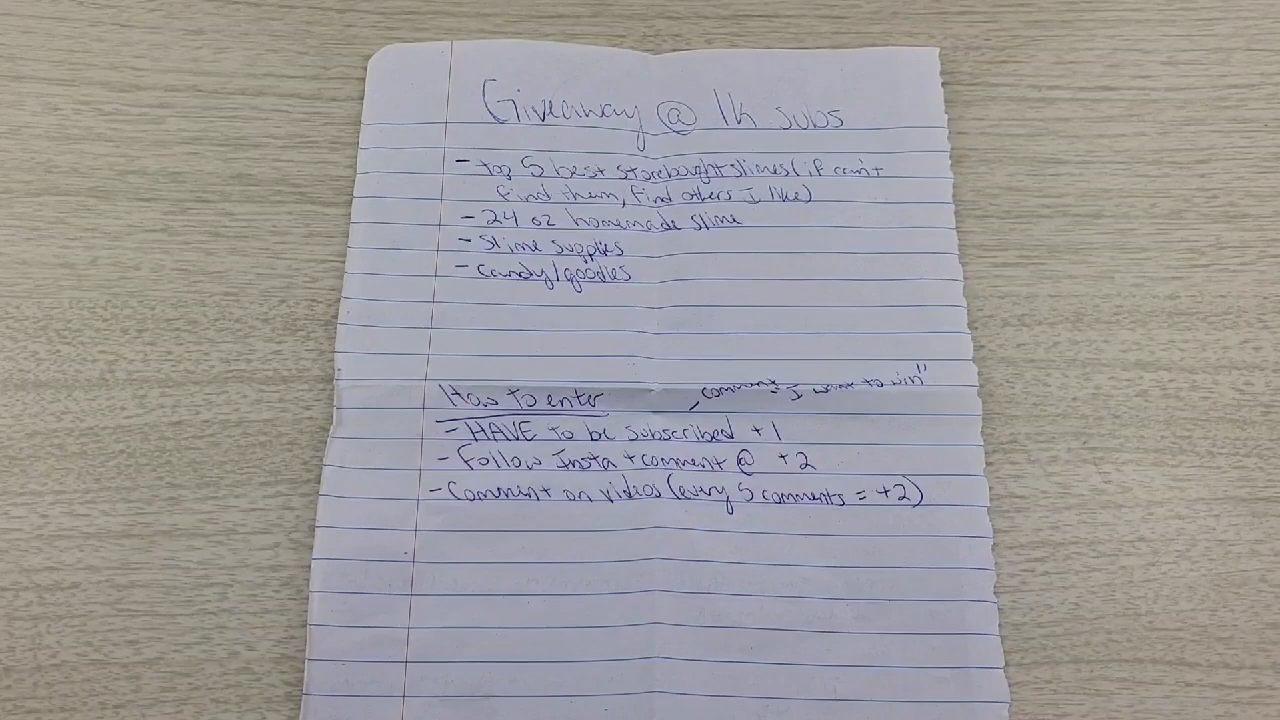 Giveaway @ 1k subs
- top 5 best storebought slimes (if can't
find them, find others I like)
- 24 oz homemade slime
- Slime supplies
- candy/goodies
How to enter
comment "I want to win"
- HAVE to be subscribed +1
- Follow Insta + comment @ +2
- Comment on videos (every 5 comments = +2)